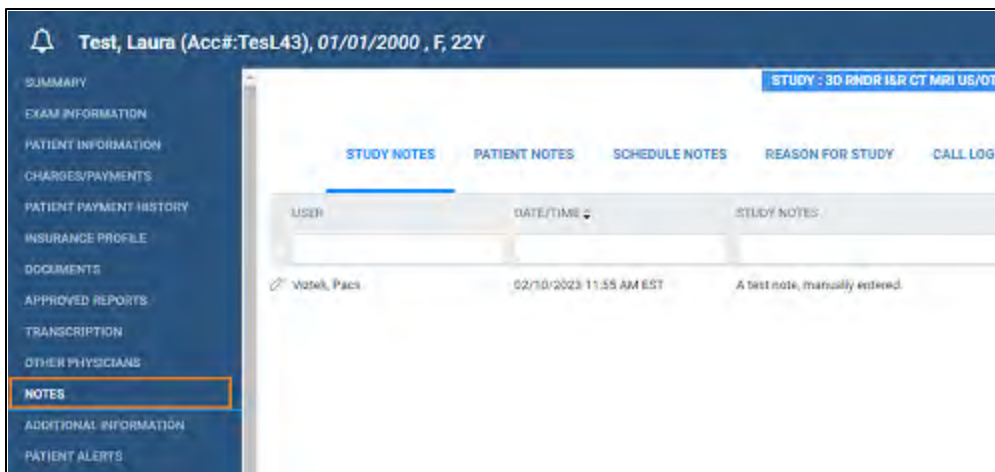 Test, Laura (Acc#:TesL43), 01/01/2000 , F, 22Y
STUDY : 3D RNDR I&R CT MRI US/OT
SUMMARY
EXAM INFORMATION
PATIENT INFORMATION
CHARGES/PAYMENTS
PATIENT PAYMENT HISTORY
INSURANCE PROFILE
DOCUMENTS
APPROVED REPORTS
TRANSCRIPTION
OTHER PHYSICIANS
NOTES
ADDITIONAL INFORMATION
PATIENT ALERTS
STUDY NOTES PATIENT NOTES SCHEDULE NOTES REASON FOR STUDY CALL LOG
USER DATE/TIME STUDY NOTES
Viztek, Pacs 02/10/2023 11:55 AM EST A test note, manually entered.